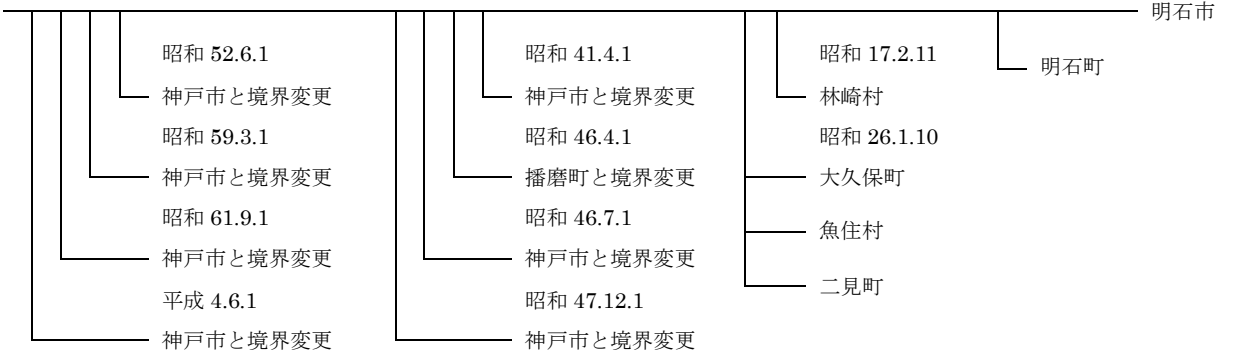 明石市
明石町
昭和 17.2.11
林崎村
昭和 26.1.10
大久保町
魚住村
二見町
昭和 41.4.1
神戸市と境界変更
昭和 46.4.1
播磨町と境界変更
昭和 46.7.1
神戸市と境界変更
昭和 47.12.1
神戸市と境界変更
昭和 52.6.1
神戸市と境界変更
昭和 59.3.1
神戸市と境界変更
昭和 61.9.1
神戸市と境界変更
平成 4.6.1
神戸市と境界変更